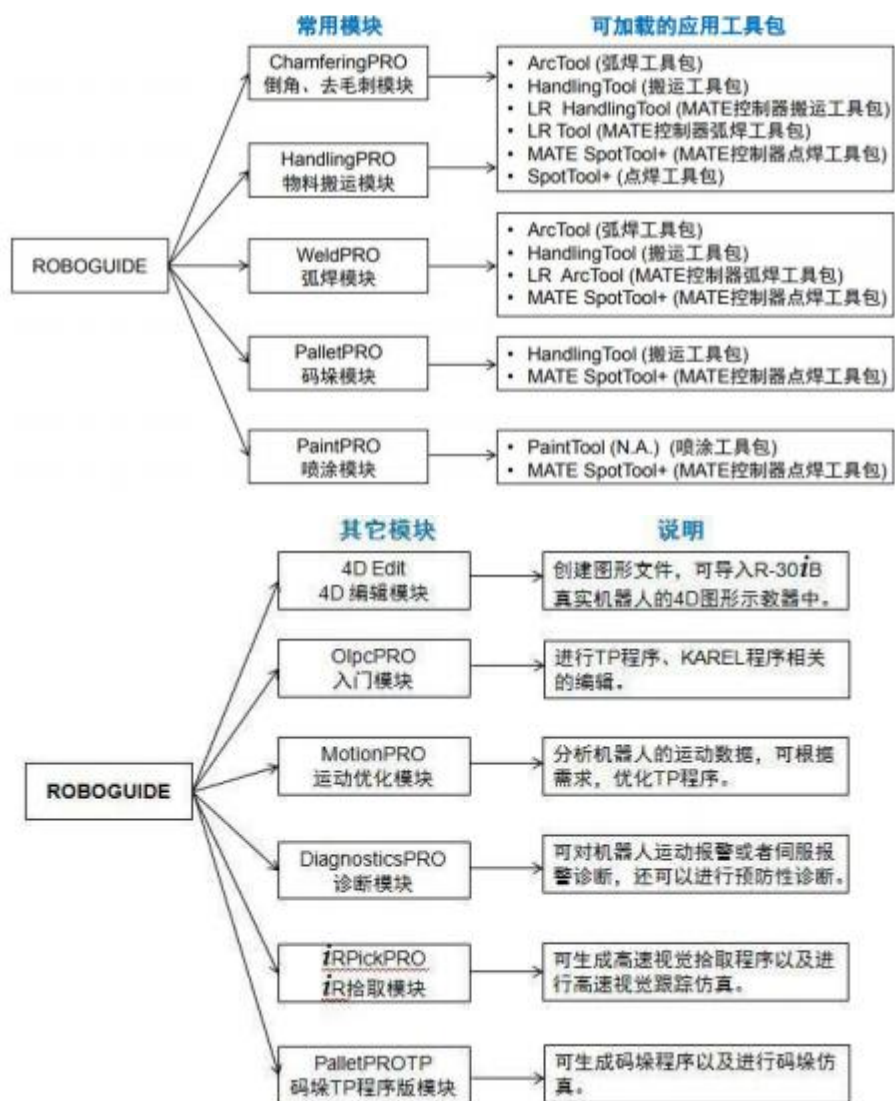 常用模块
可加载的应用工具包
ChamferingPRO
倒角、去毛刺模块
• ArcTool (弧焊工具包)
• HandlingTool (搬运工具包)
• LR HandlingTool (MATE控制器搬运工具包)
• LR Tool (MATE控制器弧焊工具包)
• MATE SpotTool+ (MATE控制器点焊工具包)
• SpotTool+ (点焊工具包)
HandlingPRO
物料搬运模块
ROBOGUIDE
WeldPRO
弧焊模块
• ArcTool (弧焊工具包)
• HandlingTool (搬运工具包)
• LR ArcTool (MATE控制器弧焊工具包)
• MATE SpotTool+ (MATE控制器点焊工具包)
PalletPRO
码垛模块
• HandlingTool (搬运工具包)
• MATE SpotTool+ (MATE控制器点焊工具包)
PaintPRO
喷涂模块
• PaintTool (N.A.) (喷涂工具包)
• MATE SpotTool+ (MATE控制器点焊工具包)
其它模块
说明
4D Edit
4D 编辑模块
创建图形文件，可导入R-30iB
真实机器人的4D图形示教器中。
OlpcPRO
入门模块
进行TP程序、KAREL程序相关
的编辑。
ROBOGUIDE
MotionPRO
运动优化模块
分析机器人的运动数据，可根据
需求，优化TP程序。
DiagnosticsPRO
诊断模块
可对机器人运动报警或者伺服报
警诊断，还可以进行预防性诊断。
iRPickPRO
iR拾取模块
可生成高速视觉拾取程序以及进
行高速视觉跟踪仿真。
PalletPROTP
码垛TP程序版模块
可生成码垛程序以及进行码垛仿
真。